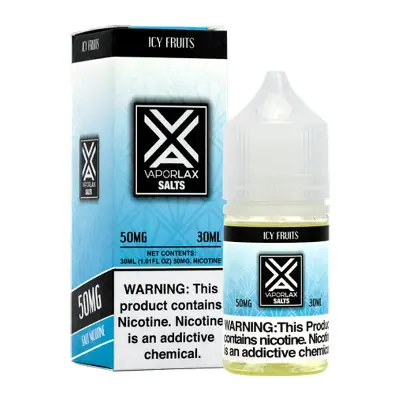 ICY FRUITS
VAPORLAX
SALTS
50MG 30ML
NET CONTENTS:
30ML (1.01FL OZ) 50MG. NICOTINE
WARNING: This
product contains
Nicotine. Nicotine
is an addictive
chemical.
50MG
SALT NICOTINE
ICY FRUITS
VAPORLAX
SALTS
50MG 30ML
WARNING:This Product
contains nicotine. Nicotine
is an addictive chemical.